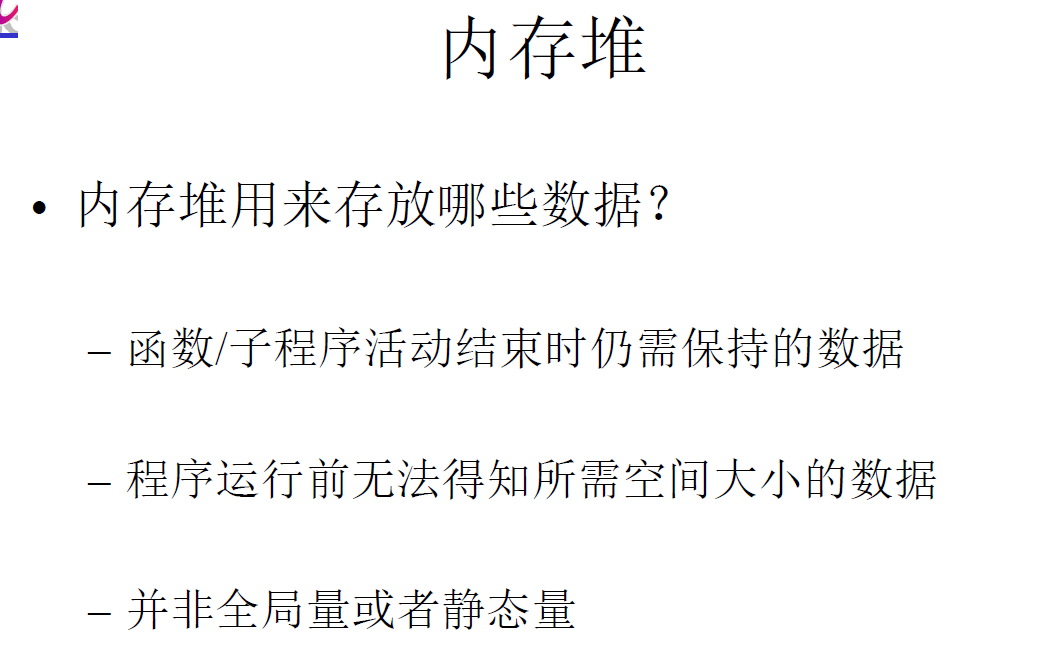 内存堆
• 内存堆用来存放哪些数据？
– 函数/子程序活动结束时仍需保持的数据
– 程序运行前无法得知所需空间大小的数据
– 并非全局量或者静态量